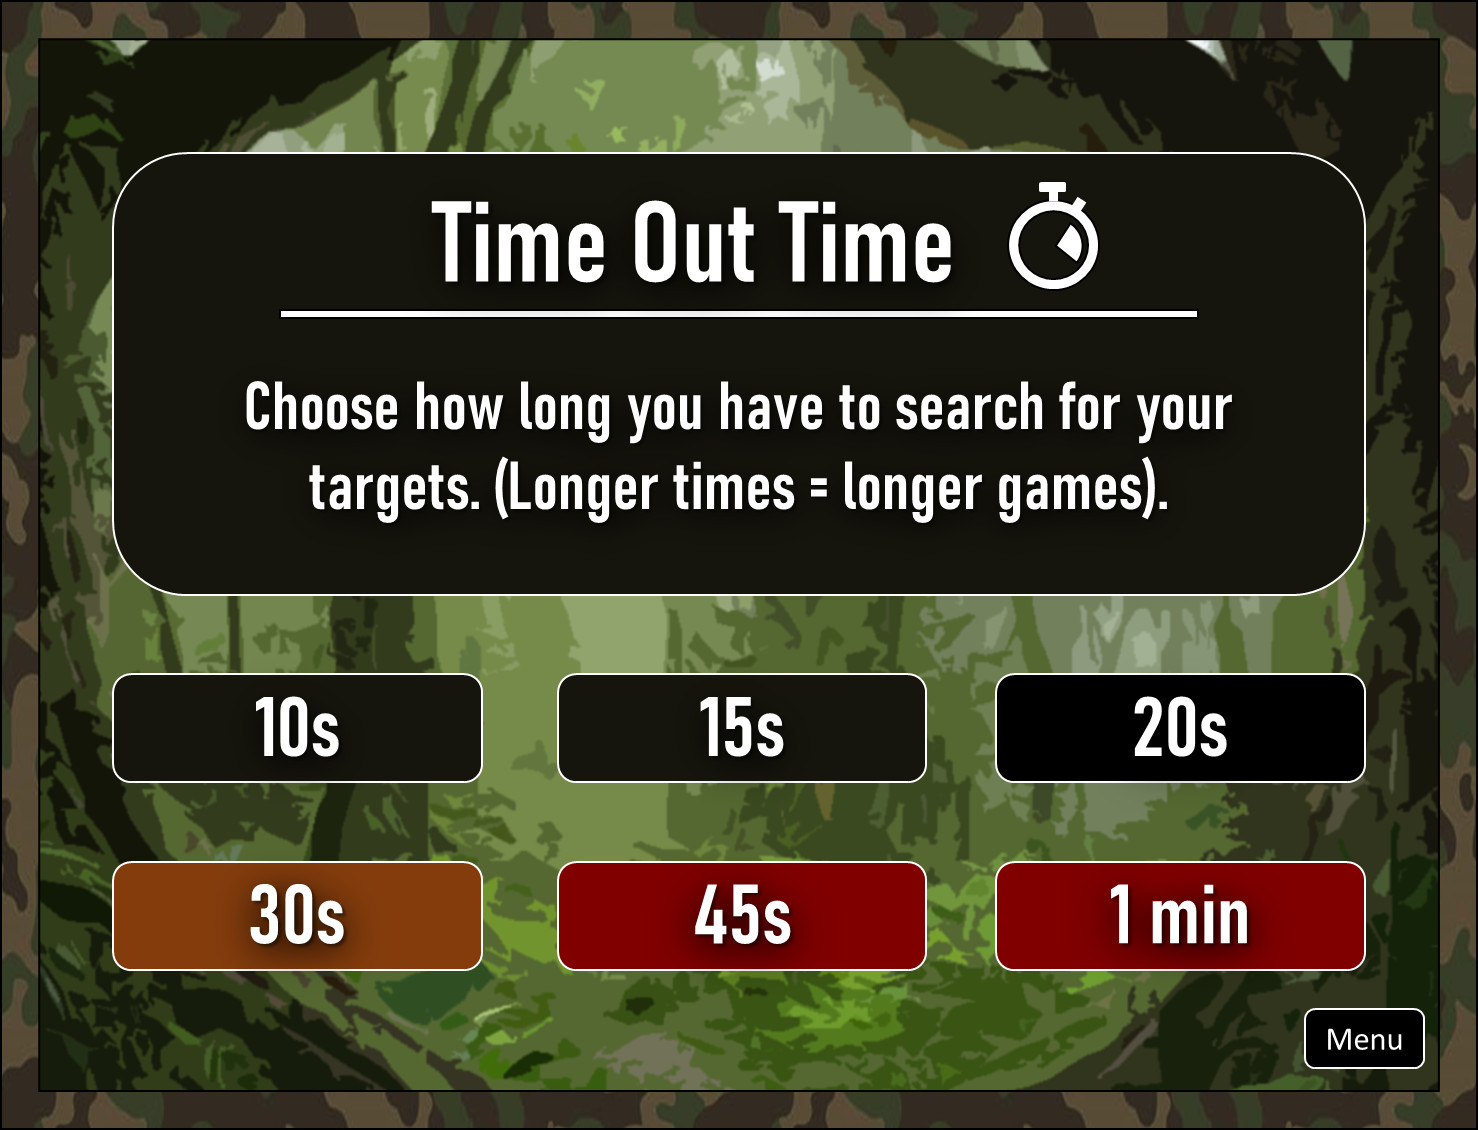 Time Out Time
Choose how long you have to search for your
targets. (Longer times = longer games).
10s
15s
20s
30s
45s
1 min
Menu